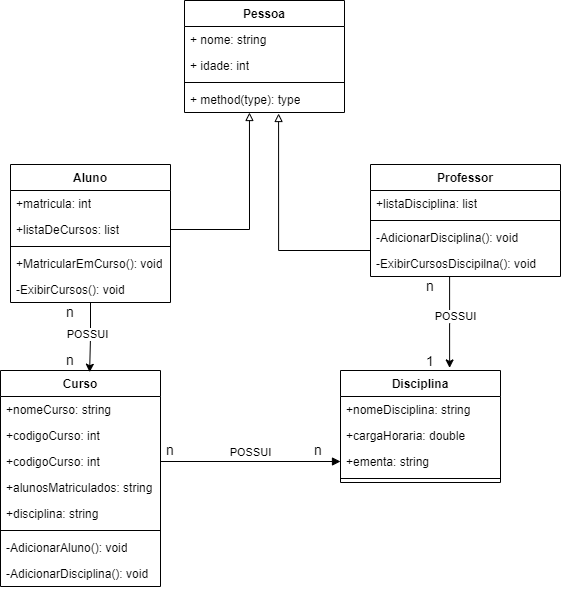 Pessoa
+ nome: string
+ idade: int
+ method(type): type
Aluno
+matricula: int
+listaDeCursos: list
+MatricularEmCurso(): void
-ExibirCursos(): void
Professor
+listaDisciplina: list
-AdicionarDisciplina(): void
-ExibirCursosDiscipilna(): void
n
POSSUI
n
n
POSSUI
1
Curso
+nomeCurso: string
+codigoCurso: int
+codigoCurso: int
+alunosMatriculados: string
+disciplina: string
-AdicionarAluno(): void
-AdicionarDisciplina(): void
n
POSSUI
n
Disciplina
+nomeDisciplina: string
+cargaHoraria: double
+ementa: string